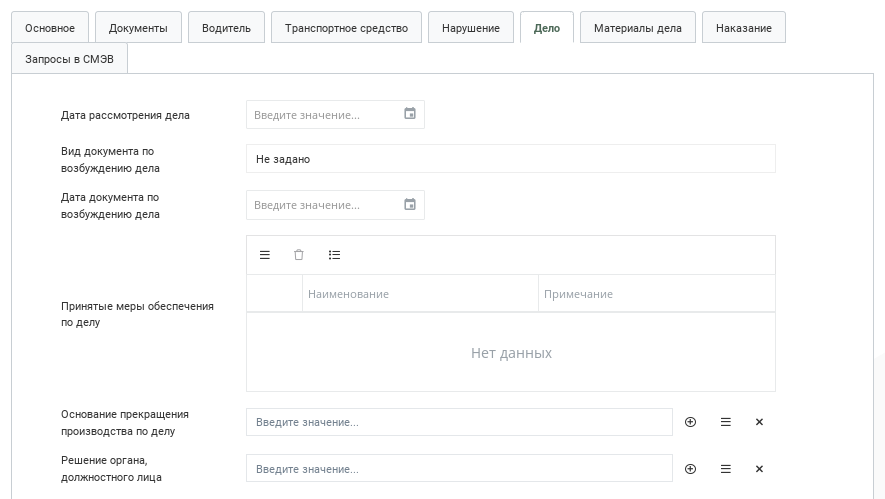 Основное Документы Водитель Транспортное средство Нарушение Дело Материалы дела Наказание
Запросы в СМЭВ
Дата рассмотрения дела Введите значение...
Вид документа по
возбуждению дела
Не задано
Дата документа по
возбуждению дела
Введите значение...
Наименование Примечание
Принятые меры обеспечения
по делу
Нет данных
Основание прекращения
производства по делу
Введите значение...
Решение органа,
должностного лица
Введите значение...